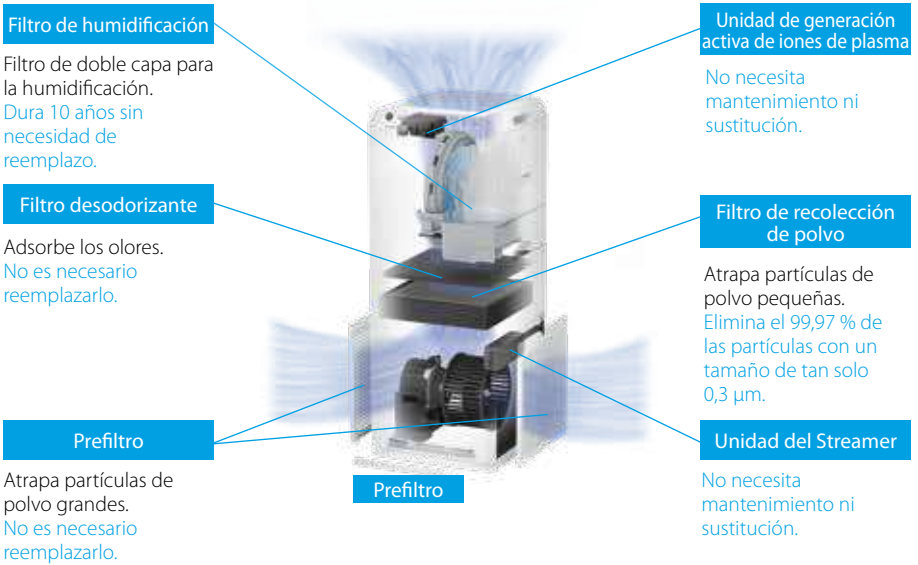 Filtro de humidificación
Filtro de doble capa para
la humidificación.
Dura 10 años sin
necesidad de
reemplazo.
Filtro desodorizante
Adsorbe los olores.
No es necesario
reemplazarlo.
Prefiltro
Atrapa partículas de
polvo grandes.
No es necesario
reemplazarlo.
Prefiltro
Unidad de generación
activa de iones de plasma
No necesita
mantenimiento ni
sustitución.
Filtro de recolección
de polvo
Atrapa partículas de
polvo pequeñas.
Elimina el 99,97 % de
las partículas con un
tamaño de tan solo
0,3 µm.
Unidad del Streamer
No necesita
mantenimiento ni
sustitución.